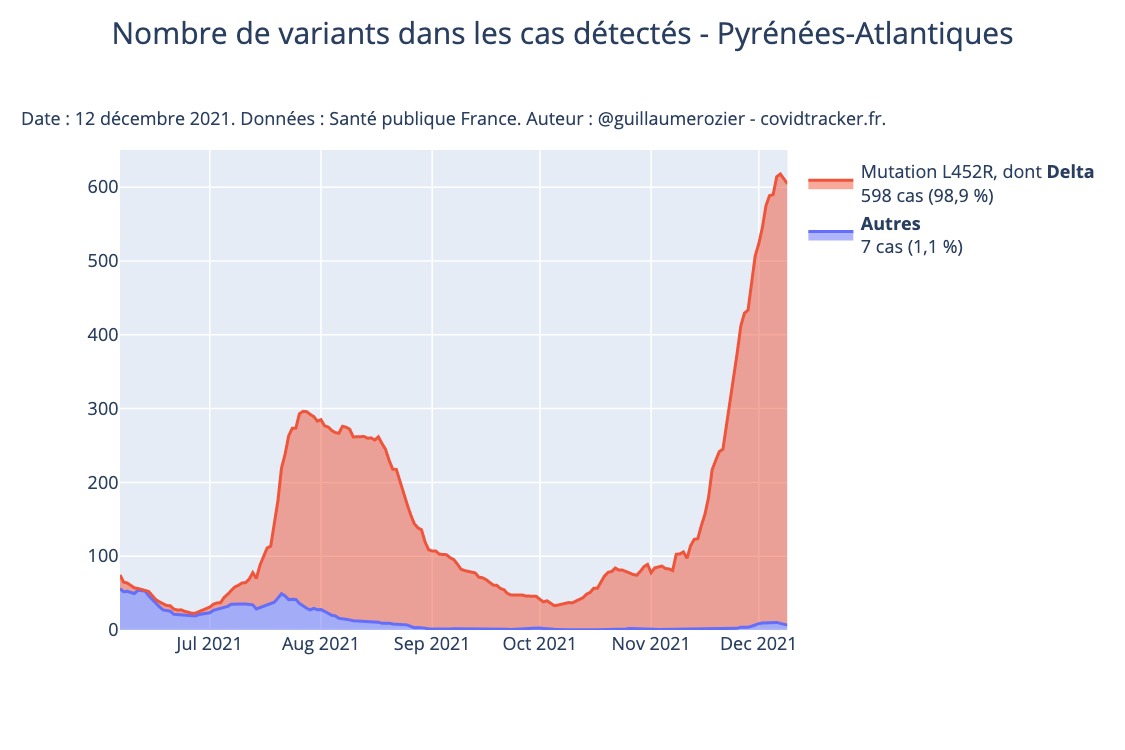 Nombre de variants dans les cas détectés - Pyrénées-Atlantiques
Date : 12 décembre 2021. Données : Santé publique France. Auteur : @guillaumerozier - covidtracker.fr.
Mutation L452R, dont Delta
598 cas (98,9 %)
Autres
7 cas (1,1 %)
600
500
400
300
200
100
0
Jul 2021
Aug 2021
Sep 2021
Oct 2021
Nov 2021
Dec 2021